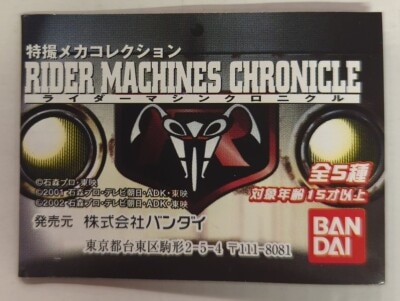 特撮メカコレクション
RIDER MACHINES CHRONICLE
ライダーマシンクロニクル
全5種
対象年齢15才以上
©石森プロ・東映
©2001 石森プロ・テレビ朝日・ADK・東映
©2002 石森プロ・テレビ朝日・ADK・東映
発売元 株式会社バンダイ
東京都台東区駒形2-5-4 〒111-8081
BAN
DAI